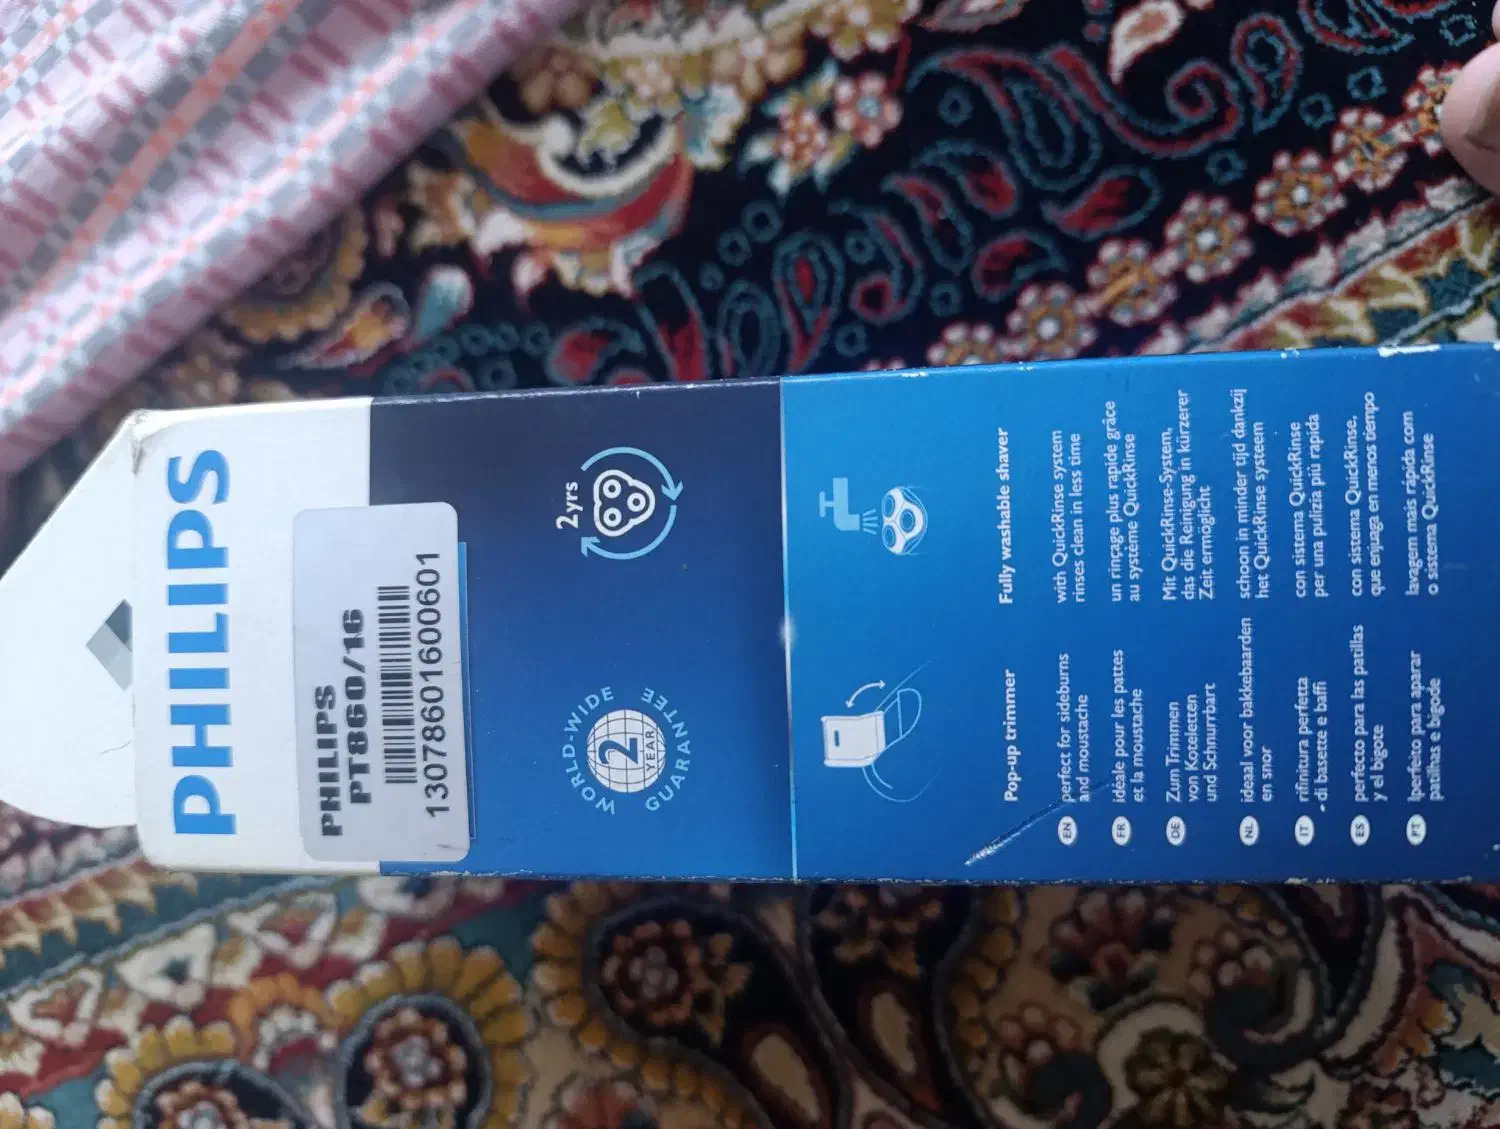 PHILIPS
PHILIPS
PT860/16
13078601600601
WORLD-WIDE
2
YEAR
GUARANTEE
2yrs
Pop-up trimmer
EN perfect for sideburns
and moustache
FR idéale pour les pattes
et la moustache
DE Zum Trimmen
von Koteletten
und Schnurrbart
NL ideaal voor bakkebaarden
en snor
IT rifinitura perfetta
di basette e baffi
ES perfecto para las patillas
y el bigote
PT Iperfeito para aparar
patilhas e bigode
Fully washable shaver
with QuickRinse system
rinses clean in less time
un rinçage plus rapide grâce
au système QuickRinse
Mit QuickRinse-System,
das die Reinigung in kürzerer
Zeit ermöglicht
schoon in minder tijd dankzij
het QuickRinse systeem
con sistema QuickRinse
per una pulizia più rapida
con sistema QuickRinse,
que enjuaga en menos tiempo
lavagem mais rápida com
o sistema QuickRinse